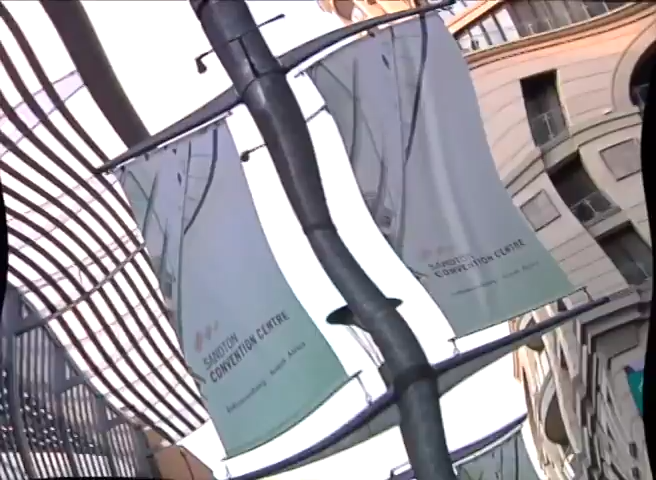 SANDTON
CONVENTION CENTRE
Johannesburg . South Africa
SANDTON
CONVENTION CENTRE